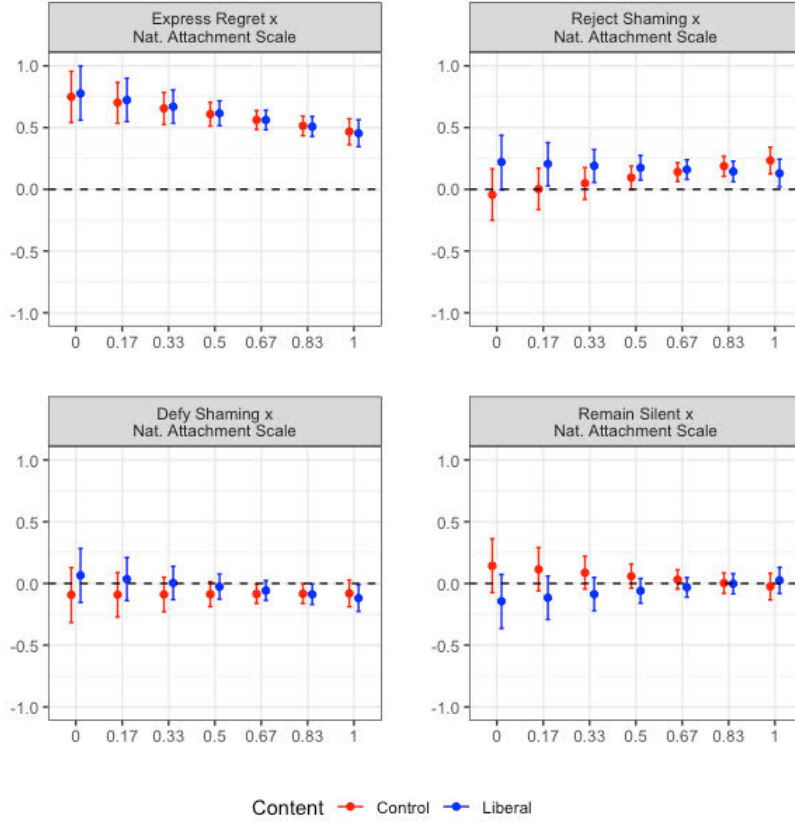 Express Regret x
Nat. Attachment Scale
Reject Shaming x
Nat. Attachment Scale
1.0
0.5
0.0
-0.5
-1.0
0 0.17 0.33 0.5 0.67 0.83 1
1.0
0.5
0.0
-0.5
-1.0
0 0.17 0.33 0.5 0.67 0.83 1
Defy Shaming x
Nat. Attachment Scale
Remain Silent x
Nat. Attachment Scale
1.0
0.5
0.0
-0.5
-1.0
0 0.17 0.33 0.5 0.67 0.83 1
1.0
0.5
0.0
-0.5
-1.0
0 0.17 0.33 0.5 0.67 0.83 1
Content Control Liberal